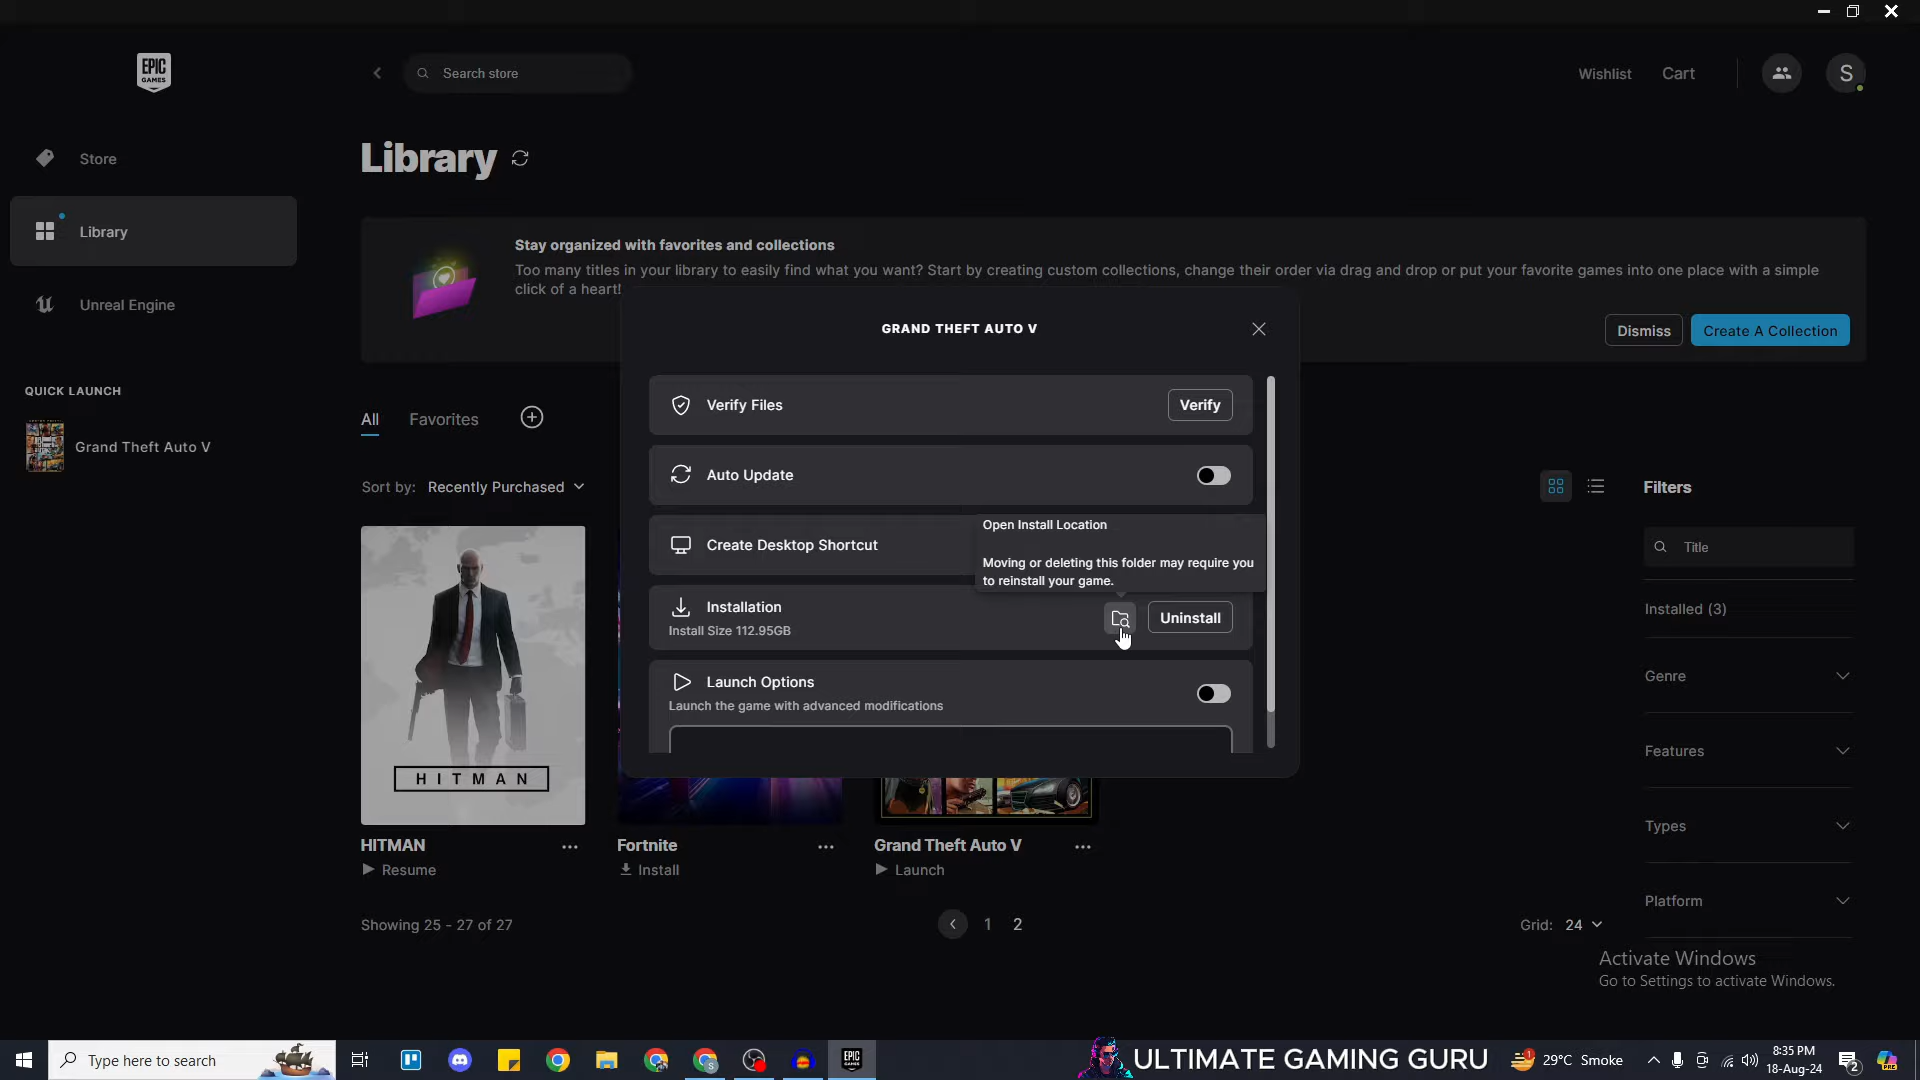 EPIC
GAMES
Search store
Wishlist
Cart
S
Store
Library
Library
Unreal Engine
Stay organized with favorites and collections
Too many titles in your library to easily find what you want? Start by creating custom collections, change their order via drag and drop or put your favorite games into one place with a simple
click of a heart!
Dismiss
Create A Collection
QUICK LAUNCH
Grand Theft Auto V
All
Favorites
Sort by: Recently Purchased
GRAND THEFT AUTO V
Verify Files
Verify
Auto Update
Create Desktop Shortcut
Open Install Location
Moving or deleting this folder may require you
to reinstall your game.
Installation
Install Size 112.95GB
Uninstall
Launch Options
Launch the game with advanced modifications
Filters
Title
Installed (3)
Genre
Features
Types
Platform
HITMAN
HITMAN
Resume
Fortnite
Install
Grand Theft Auto V
Launch
Showing 25 - 27 of 27
1
2
Grid: 24
Activate Windows
Go to Settings to activate Windows.
Type here to search
EPIC
GAMES
ULTIMATE GAMING GURU
1
29°C Smoke
8:35 PM
18-Aug-24
2
PRE